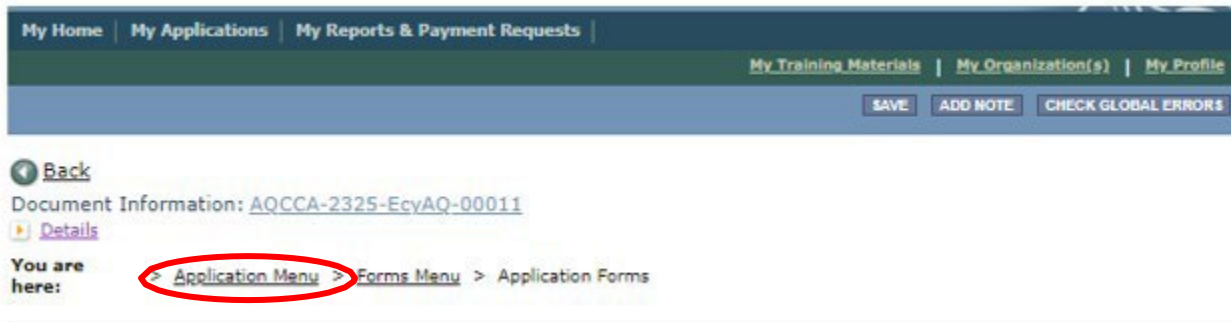 My Home | My Applications | My Reports & Payment Requests |
My Training Materials | My Organization(s) | My Profile
SAVE ADD NOTE CHECK GLOBAL ERRORS
Back
Document Information: AQCCA-2325-EcyAQ-00011
Details
You are here: > Application Menu > Forms Menu > Application Forms